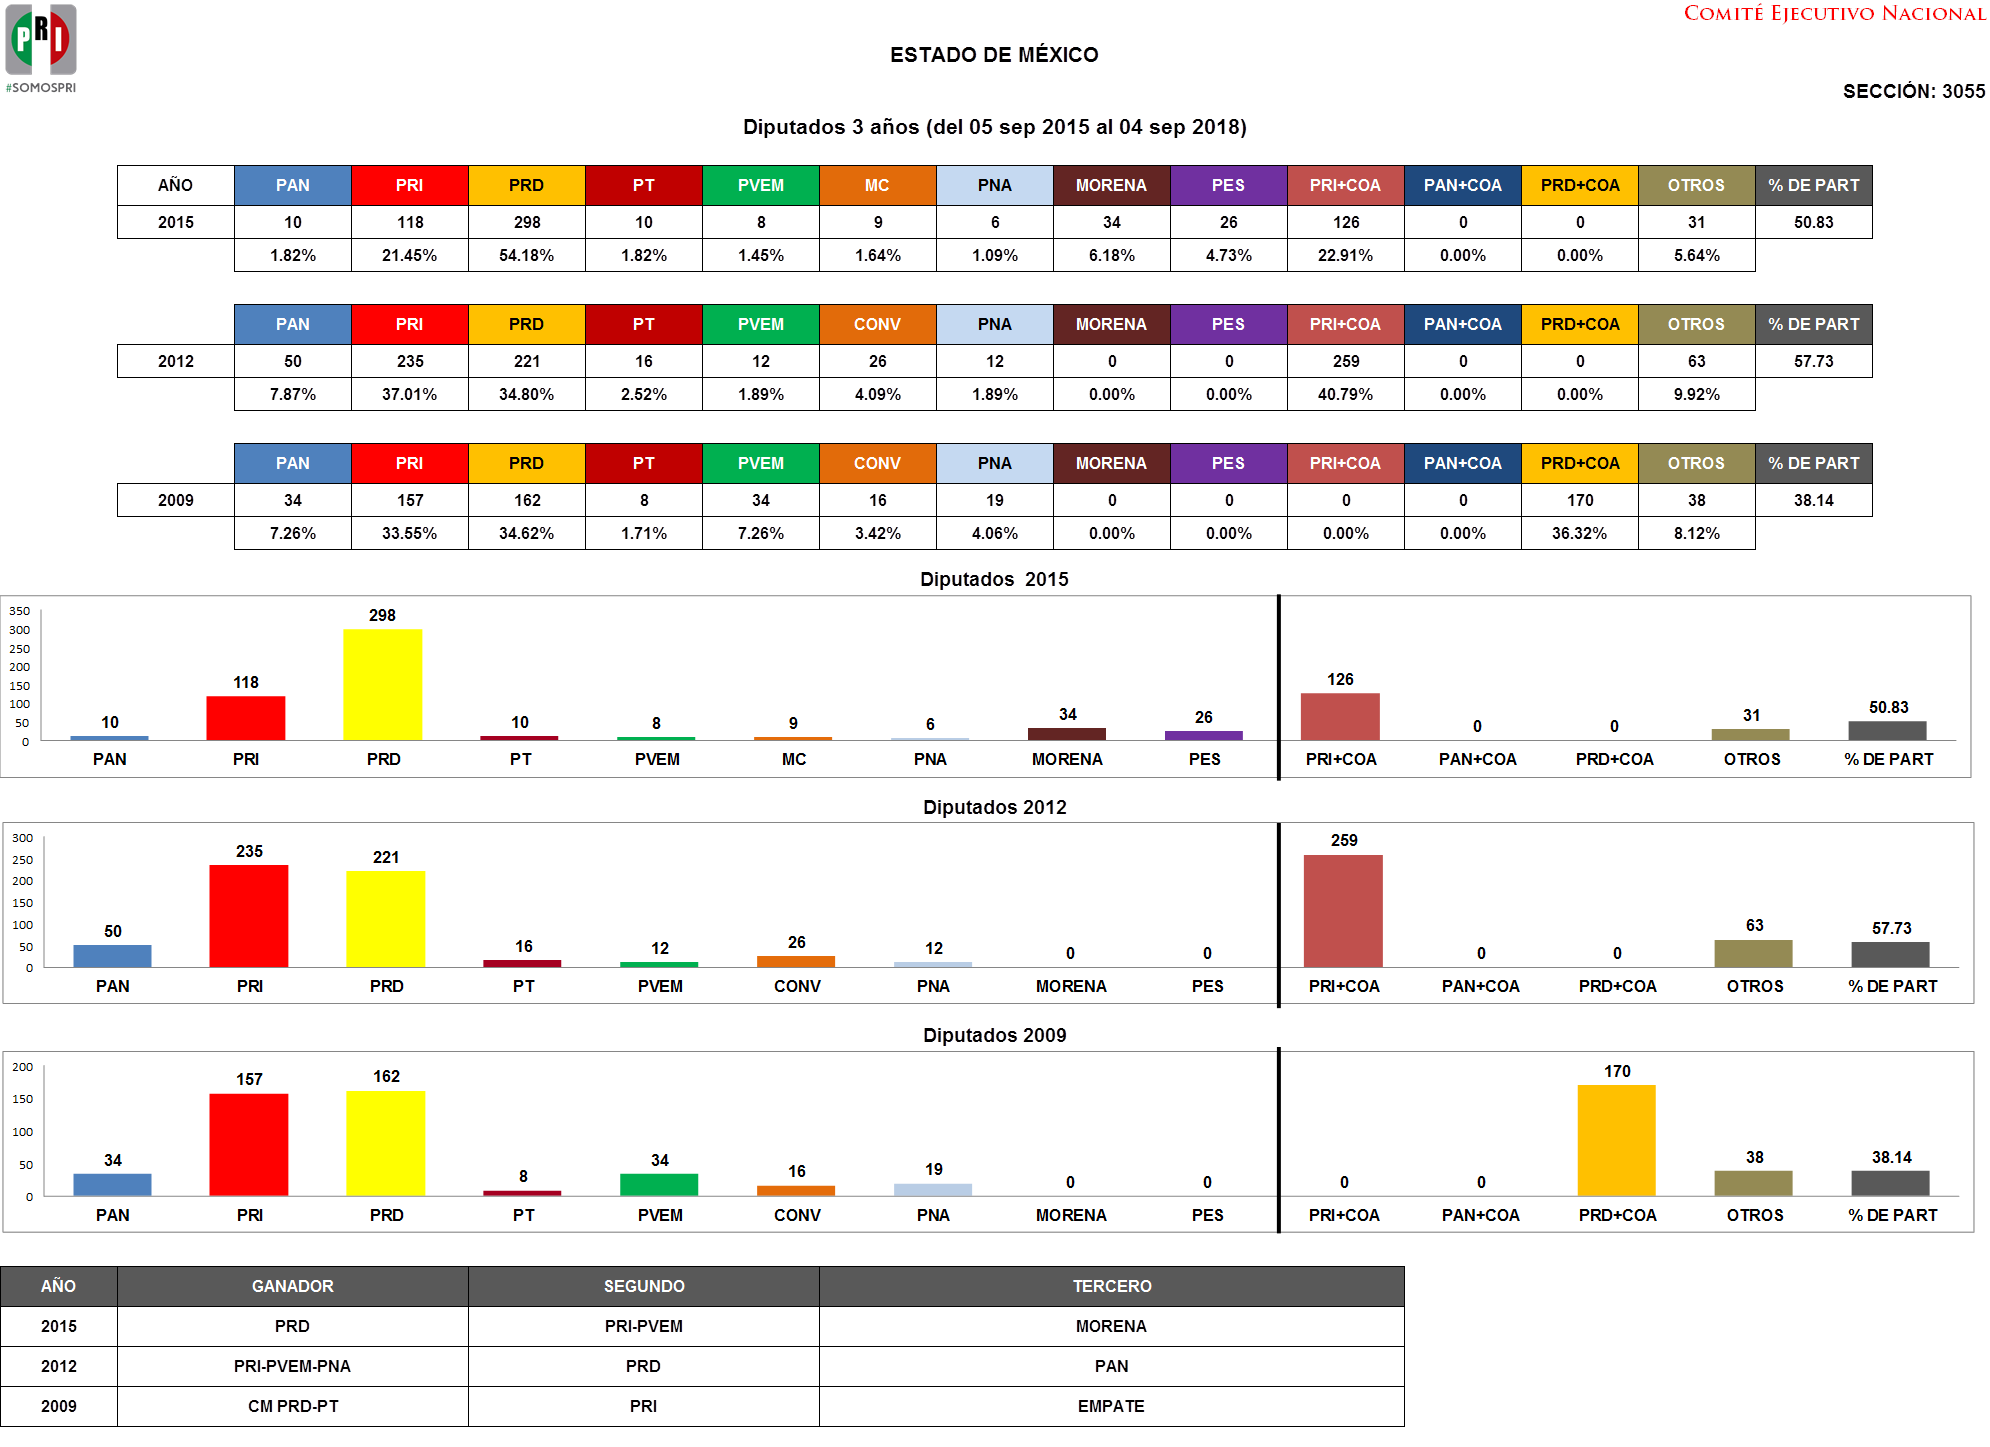 PRI
#SOMOSPRI
COMITÉ EJECUTIVO NACIONAL
ESTADO DE MÉXICO
SECCIÓN: 3055
Diputados 3 años (del 05 sep 2015 al 04 sep 2018)
AÑO PAN PRI PRD PT PVEM MC PNA MORENA PES PRI+COA PAN+COA PRD+COA OTROS % DE PART
2015 10 118 298 10 8 9 6 34 26 126 0 0 31 50.83
1.82% 21.45% 54.18% 1.82% 1.45% 1.64% 1.09% 6.18% 4.73% 22.91% 0.00% 0.00% 5.64%
PAN PRI PRD PT PVEM CONV PNA MORENA PES PRI+COA PAN+COA PRD+COA OTROS % DE PART
2012 50 235 221 16 12 26 12 0 0 259 0 0 63 57.73
7.87% 37.01% 34.80% 2.52% 1.89% 4.09% 1.89% 0.00% 0.00% 40.79% 0.00% 0.00% 9.92%
PAN PRI PRD PT PVEM CONV PNA MORENA PES PRI+COA PAN+COA PRD+COA OTROS % DE PART
2009 34 157 162 8 34 16 19 0 0 0 0 170 38 38.14
7.26% 33.55% 34.62% 1.71% 7.26% 3.42% 4.06% 0.00% 0.00% 0.00% 0.00% 36.32% 8.12%
Diputados 2015
350
300
250
200
150
100
50
0
10 118 298 10 8 9 6 34 26 126 0 0 31 50.83
PAN PRI PRD PT PVEM MC PNA MORENA PES PRI+COA PAN+COA PRD+COA OTROS % DE PART
Diputados 2012
300
250
200
150
100
50
0
50 235 221 16 12 26 12 0 0 259 0 0 63 57.73
PAN PRI PRD PT PVEM CONV PNA MORENA PES PRI+COA PAN+COA PRD+COA OTROS % DE PART
Diputados 2009
200
150
100
50
0
34 157 162 8 34 16 19 0 0 0 0 170 38 38.14
PAN PRI PRD PT PVEM CONV PNA MORENA PES PRI+COA PAN+COA PRD+COA OTROS % DE PART
AÑO GANADOR SEGUNDO TERCERO
2015 PRD PRI-PVEM MORENA
2012 PRI-PVEM-PNA PRD PAN
2009 CM PRD-PT PRI EMPATE